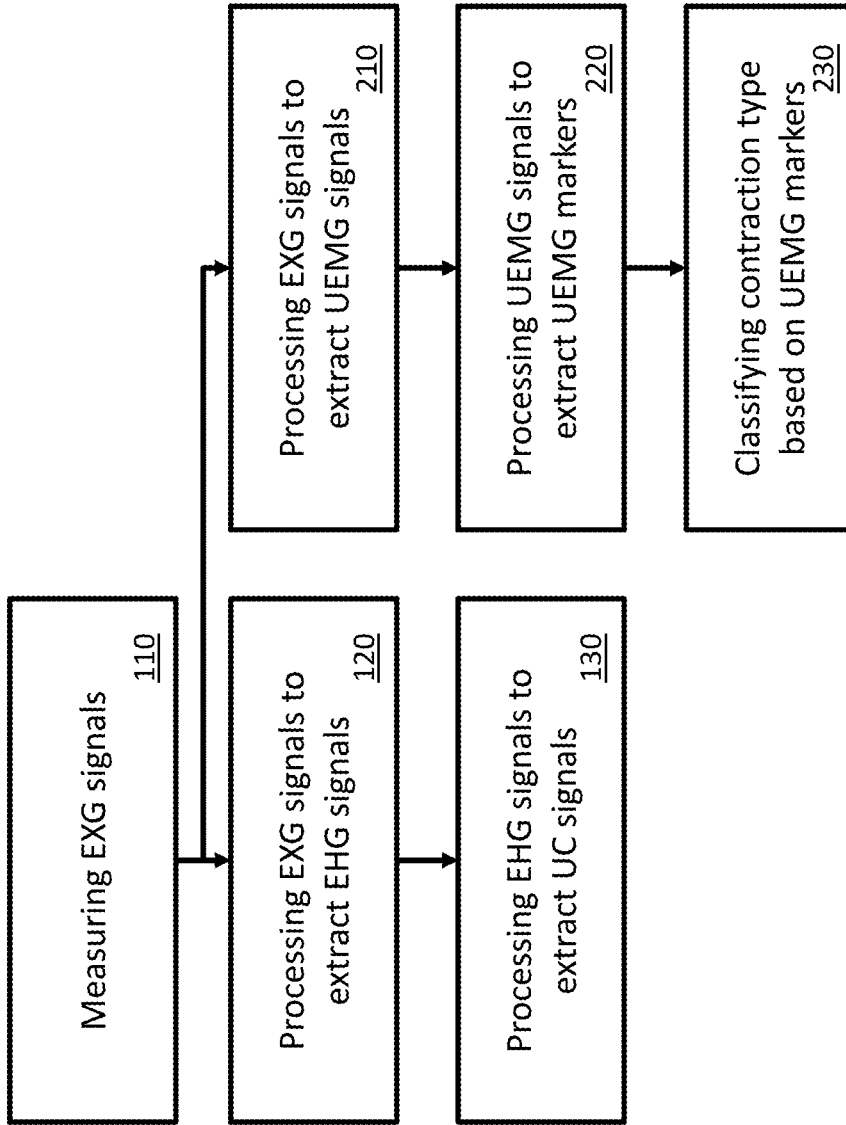 Measuring EXG signals
110
Processing EXG signals to
extract EHG signals
120
Processing EHG signals to
extract UC signals
130
Processing EXG signals to
extract UEMG signals
210
Processing UEMG signals to
extract UEMG markers
220
Classifying contraction type
based on UEMG markers
230